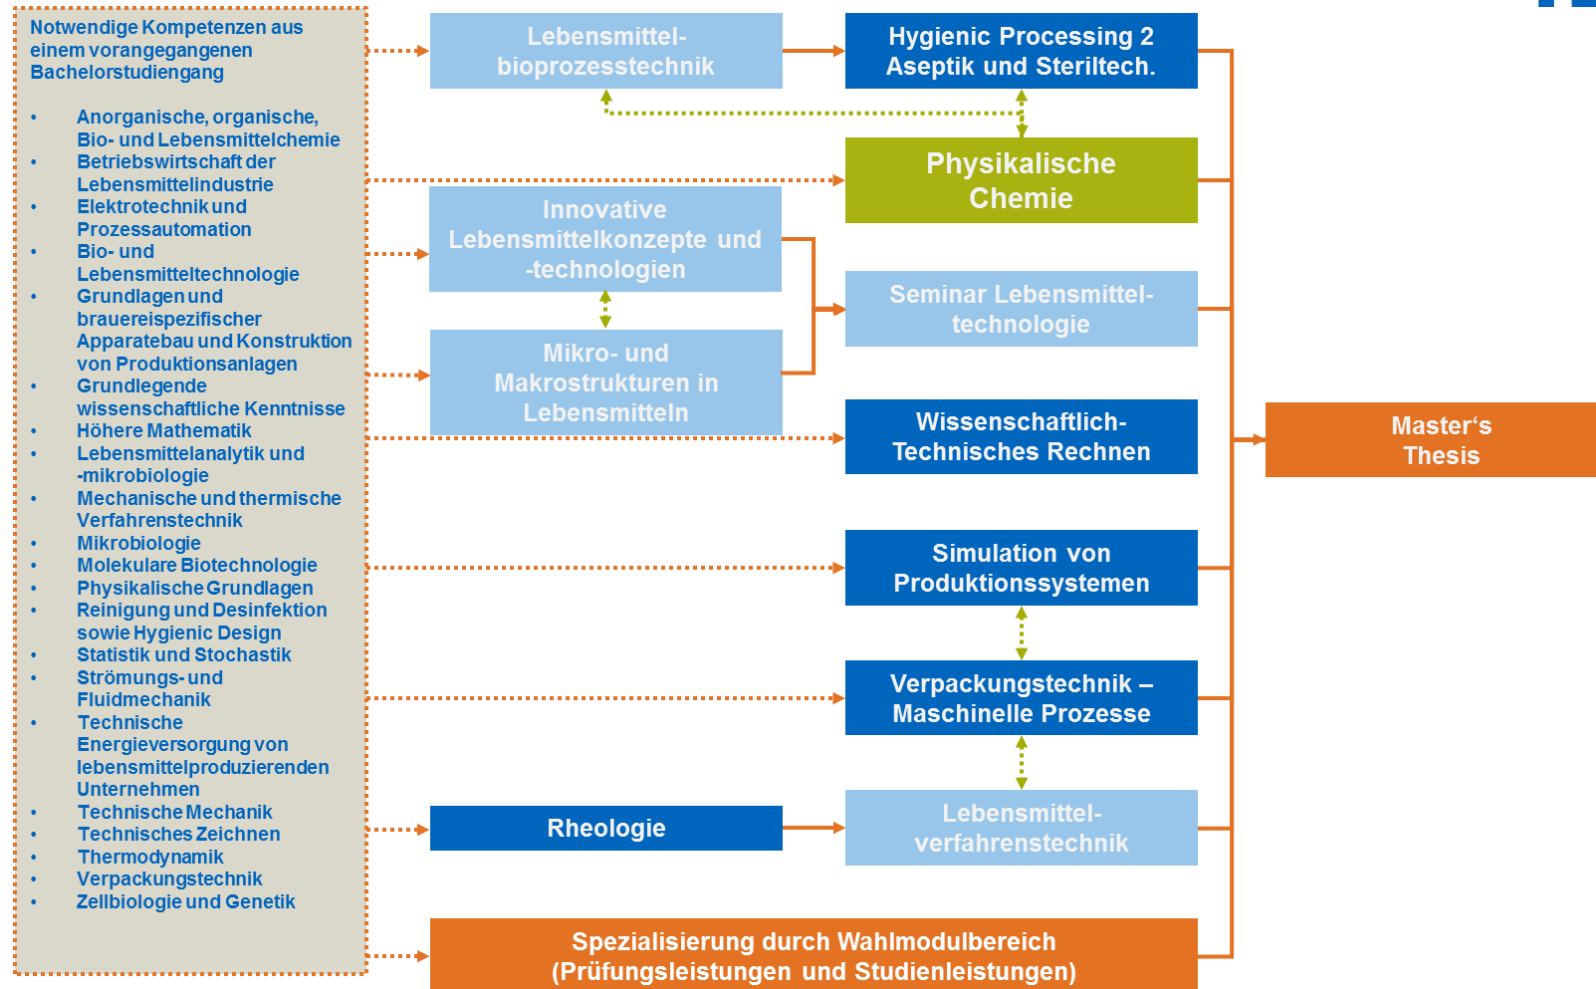 Notwendige Kompetenzen aus
einem vorangegangenen
Bachelorstudiengang
• Anorganische, organische,
Bio- und Lebensmittelchemie
• Betriebswirtschaft der
Lebensmittelindustrie
• Elektrotechnik und
Prozessautomation
• Bio- und
Lebensmitteltechnologie
• Grundlagen und
brauereispezifischer
Apparatebau und Konstruktion
von Produktionsanlagen
• Grundlegende
wissenschaftliche Kenntnisse
• Höhere Mathematik
• Lebensmittelanalytik und
-mikrobiologie
• Mechanische und thermische
Verfahrenstechnik
• Mikrobiologie
• Molekulare Biotechnologie
• Physikalische Grundlagen
• Reinigung und Desinfektion
sowie Hygienic Design
• Statistik und Stochastik
• Strömungs- und
Fluidmechanik
• Technische
Energieversorgung von
lebensmittelproduzierenden
Unternehmen
• Technische Mechanik
• Technisches Zeichnen
• Thermodynamik
• Verpackungstechnik
• Zellbiologie und Genetik
Lebensmittel-
bioprozesstechnik
Hygienic Processing 2
Aseptik und Steriltech.
Physikalische
Chemie
Innovative
Lebensmittelkonzepte und
-technologien
Seminar Lebensmittel-
technologie
Mikro- und
Makrostrukturen in
Lebensmitteln
Wissenschaftlich-
Technisches Rechnen
Master‘s
Thesis
Simulation von
Produktionssystemen
Verpackungstechnik –
Maschinelle Prozesse
Rheologie
Lebensmittel-
verfahrenstechnik
Spezialisierung durch Wahlmodulbereich
(Prüfungsleistungen und Studienleistungen)